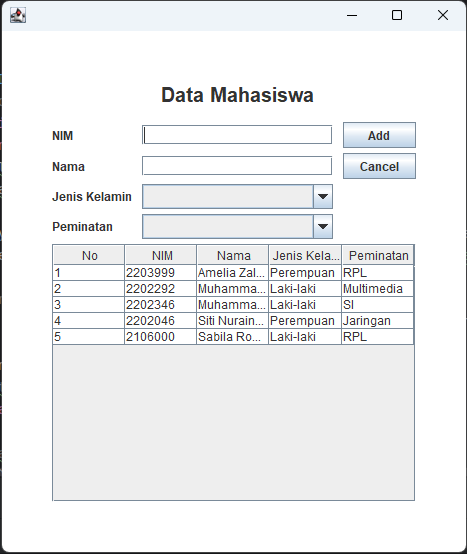 Data Mahasiswa
NIM Add
Nama Cancel
Jenis Kelamin
Peminatan
No NIM Nama Jenis Kela... Peminatan
1 2203999 Amelia Zal... Perempuan RPL
2 2202292 Muhamma... Laki-laki Multimedia
3 2202346 Muhamma... Laki-laki SI
4 2202046 Siti Nurain... Perempuan Jaringan
5 2106000 Sabila Ro... Laki-laki RPL